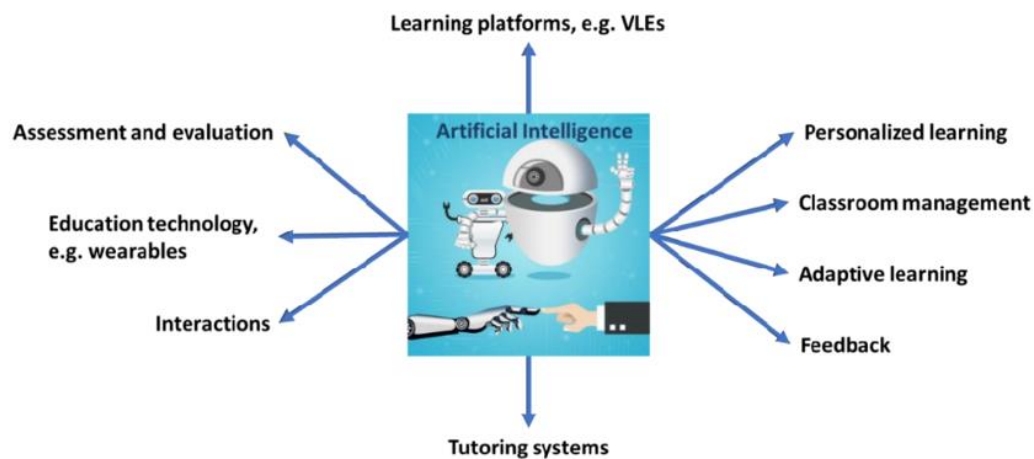 Learning platforms, e.g. VLEs
Artificial Intelligence
Assessment and evaluation
Education technology,
e.g. wearables
Interactions
Personalized learning
Classroom management
Adaptive learning
Feedback
Tutoring systems